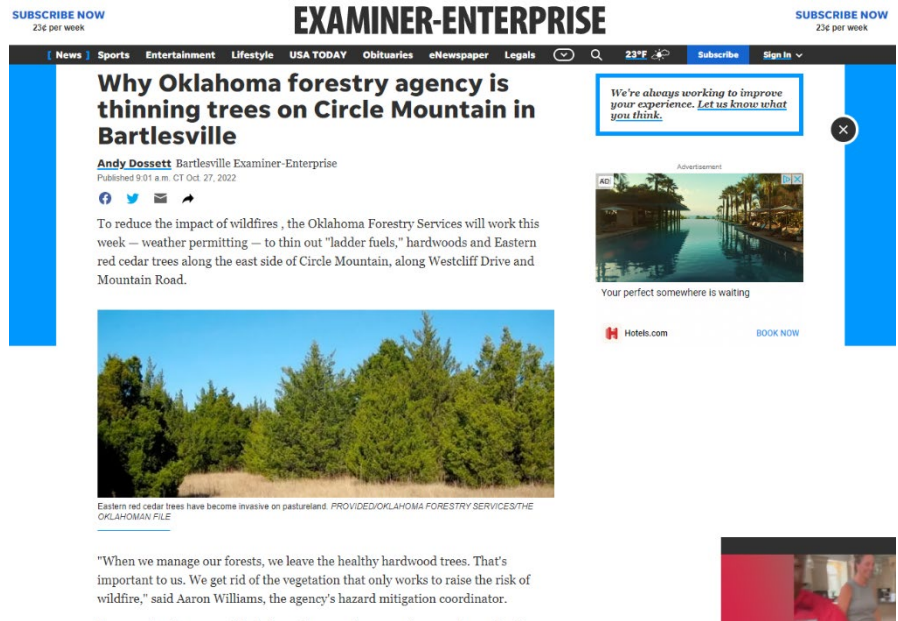 SUBSCRIBE NOW
23¢ per week
EXAMINER-ENTERPRISE
SUBSCRIBE NOW
23¢ per week
[ News ] Sports Entertainment Lifestyle USA TODAY Obituaries eNewspaper Legals 23°F Subscribe Sign In
Why Oklahoma forestry agency is
thinning trees on Circle Mountain in
Bartlesville
Andy Dossett Bartlesville Examiner-Enterprise
Published 9:01 a.m. CT Oct. 27, 2022
To reduce the impact of wildfires , the Oklahoma Forestry Services will work this
week — weather permitting — to thin out "ladder fuels," hardwoods and Eastern
red cedar trees along the east side of Circle Mountain, along Westcliff Drive and
Mountain Road.
Eastern red cedar trees have become invasive on pastureland. PROVIDED/OKLAHOMA FORESTRY SERVICES/THE
OKLAHOMAN FILE
"When we manage our forests, we leave the healthy hardwood trees. That's
important to us. We get rid of the vegetation that only works to raise the risk of
wildfire," said Aaron Williams, the agency's hazard mitigation coordinator.
We're always working to improve
your experience. Let us know what
you think.
Advertisement
AD
Your perfect somewhere is waiting
Hotels.com
BOOK NOW